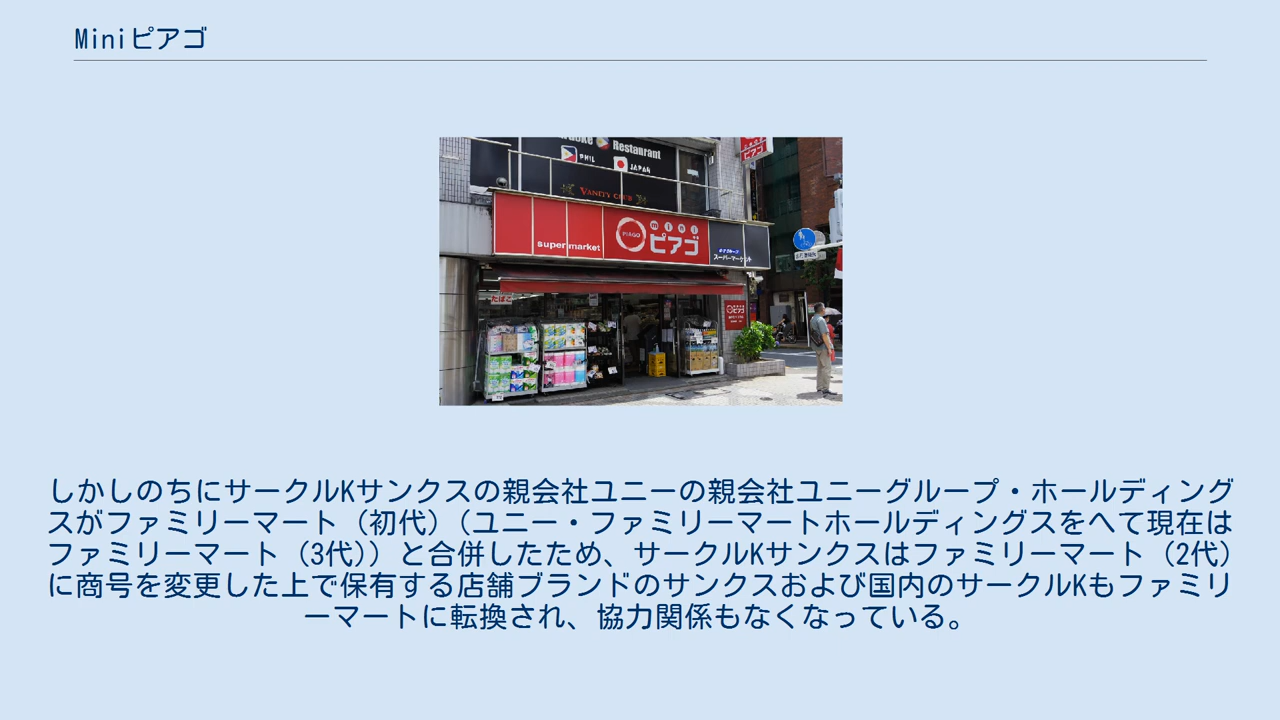 Miniピアゴ
Restaurant
PHIL
JAPAN
VANITY CLUB
ピアゴ
super market
PIAGO
mini
ピアゴ
スーパーマーケット
たばこ
ピアゴ
しかしのちにサークルKサンクスの親会社ユニーの親会社ユニーグループ・ホールディング
スがファミリーマート（初代）（ユニー・ファミリーマートホールディングスをへて現在は
ファミリーマート（3代））と合併したため、サークルKサンクスはファミリーマート（2代）
に商号を変更した上で保有する店舗ブランドのサンクスおよび国内のサークルKもファミリ
ーマートに転換され、協力関係もなくなっている。